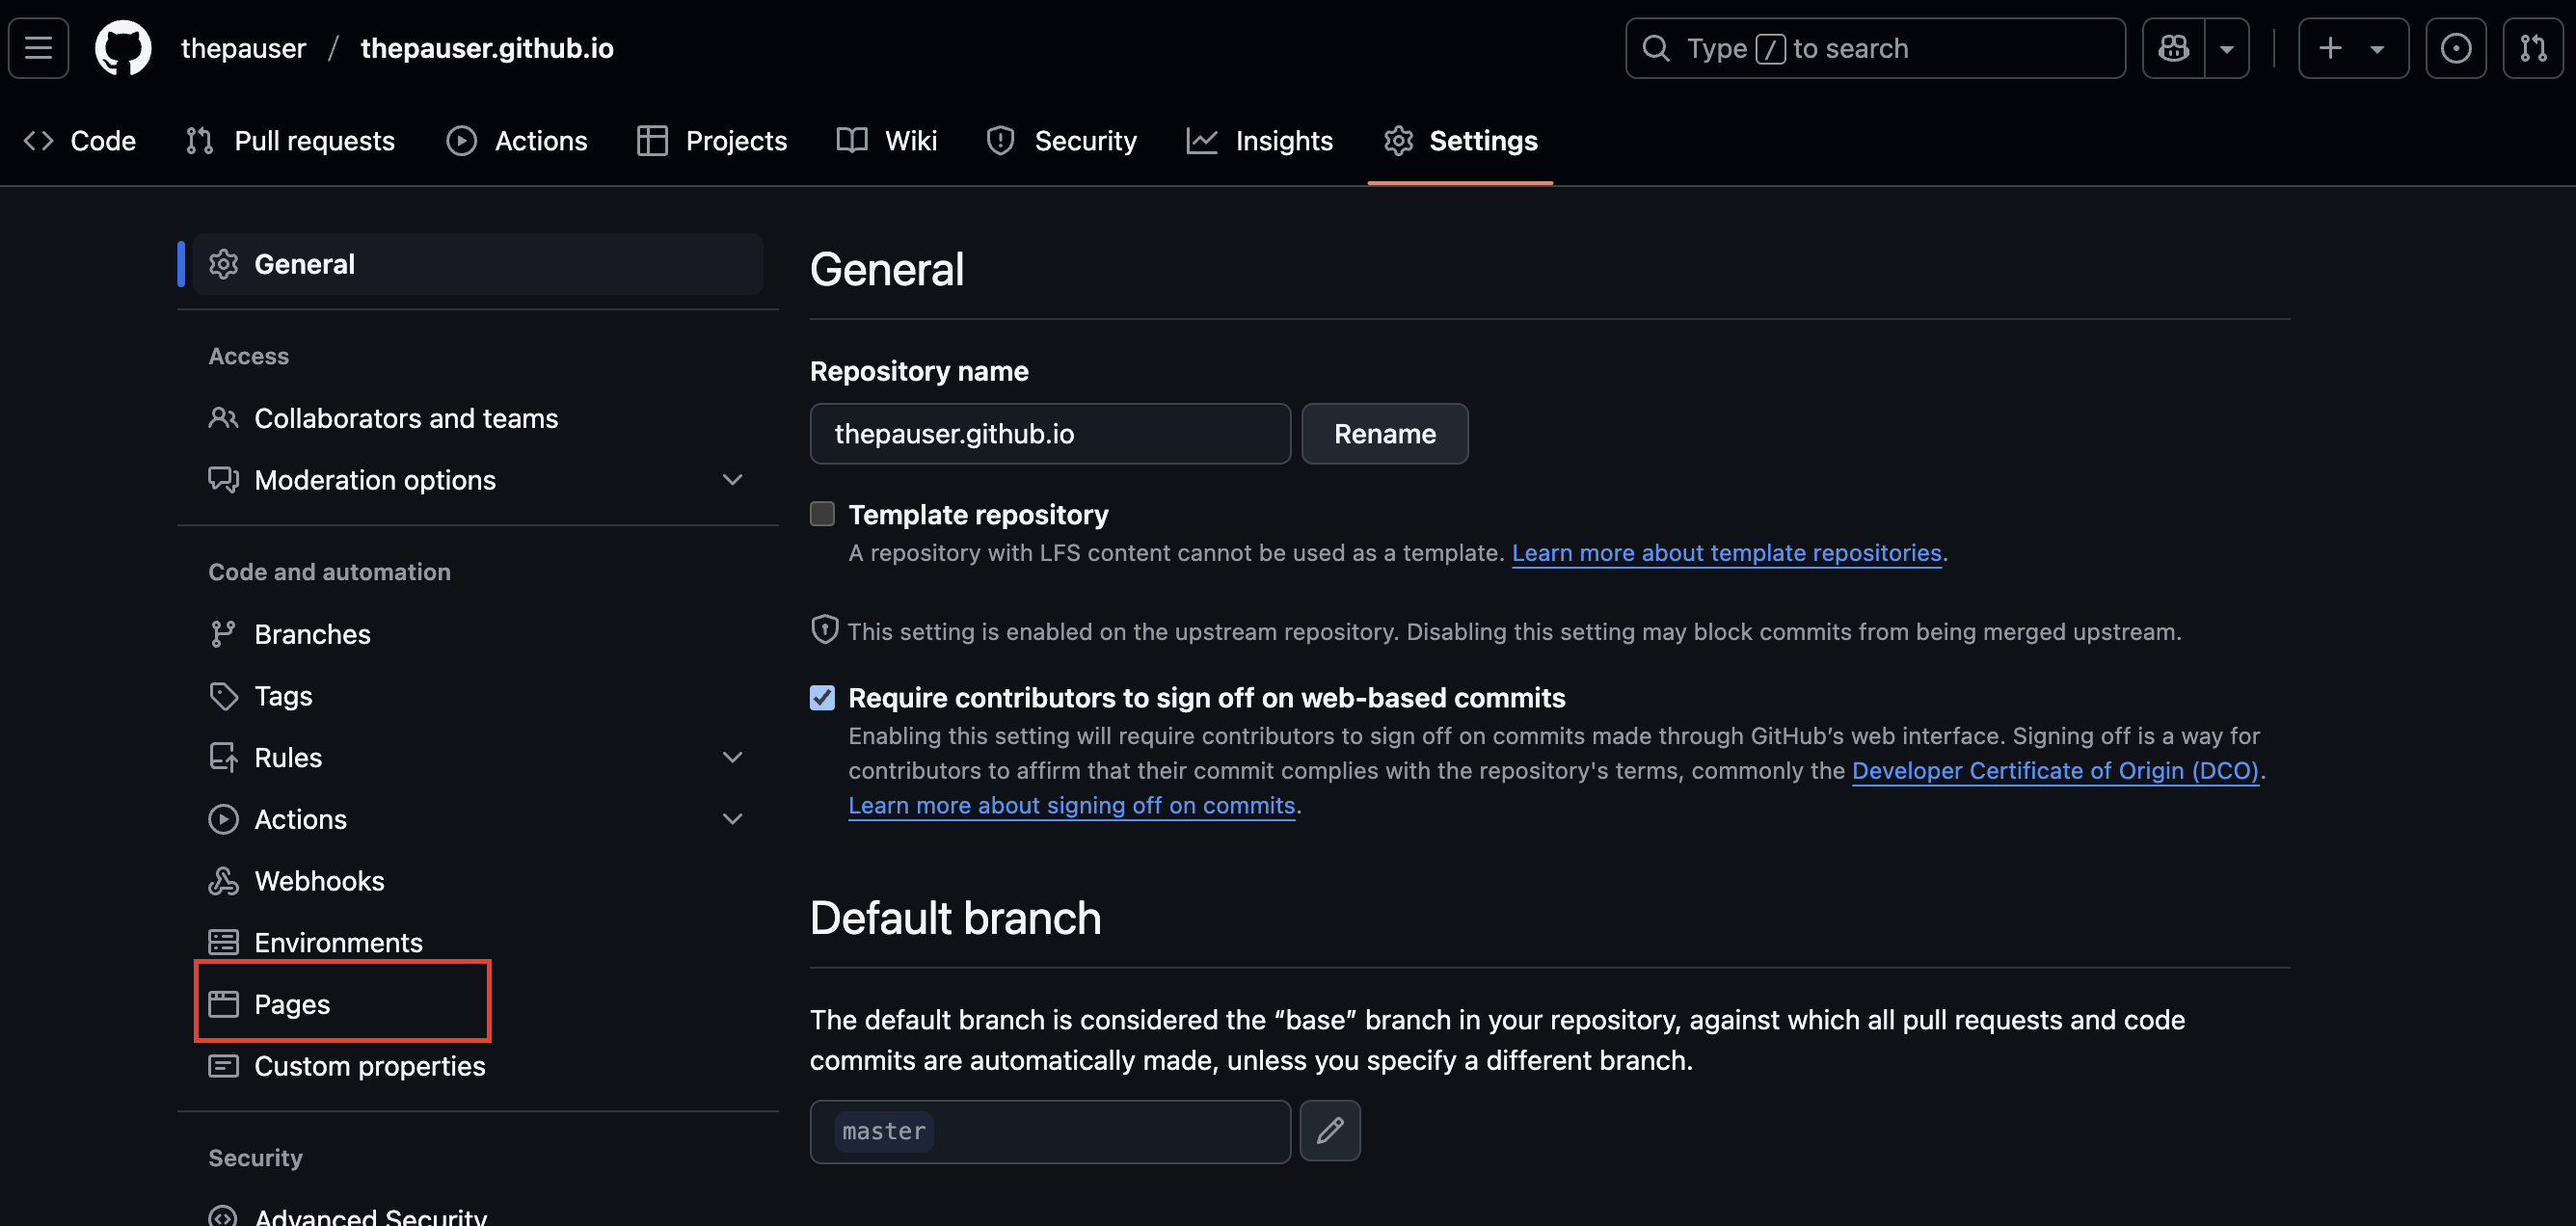 thepauser / thepauser.github.io
Type / to search
Code
Pull requests
Actions
Projects
Wiki
Security
Insights
Settings
General
Access
Collaborators and teams
Moderation options
Code and automation
Branches
Tags
Rules
Actions
Webhooks
Environments
Pages
Custom properties
Security
Advanced Security
General
Repository name
thepauser.github.io
Rename
Template repository
A repository with LFS content cannot be used as a template. Learn more about template repositories.
This setting is enabled on the upstream repository. Disabling this setting may block commits from being merged upstream.
Require contributors to sign off on web-based commits
Enabling this setting will require contributors to sign off on commits made through GitHub’s web interface. Signing off is a way for
contributors to affirm that their commit complies with the repository's terms, commonly the Developer Certificate of Origin (DCO).
Learn more about signing off on commits.
Default branch
The default branch is considered the “base” branch in your repository, against which all pull requests and code
commits are automatically made, unless you specify a different branch.
master